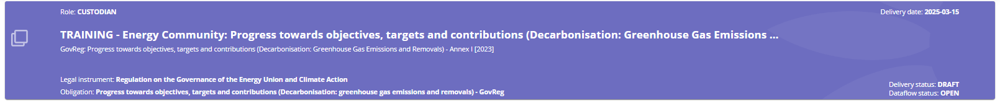 Role: CUSTODIAN
Delivery date: 2025-03-15
TRAINING - Energy Community: Progress towards objectives, targets and contributions (Decarbonisation: Greenhouse Gas Emissions ...
GovReg: Progress towards objectives, targets and contributions (Decarbonisation: Greenhouse Gas Emissions and Removals) - Annex I [2023]
Legal instrument: Regulation on the Governance of the Energy Union and Climate Action
Delivery status: DRAFT
Obligation: Progress towards objectives, targets and contributions (Decarbonisation: greenhouse gas emissions and removals) - GovReg
Dataflow status: OPEN